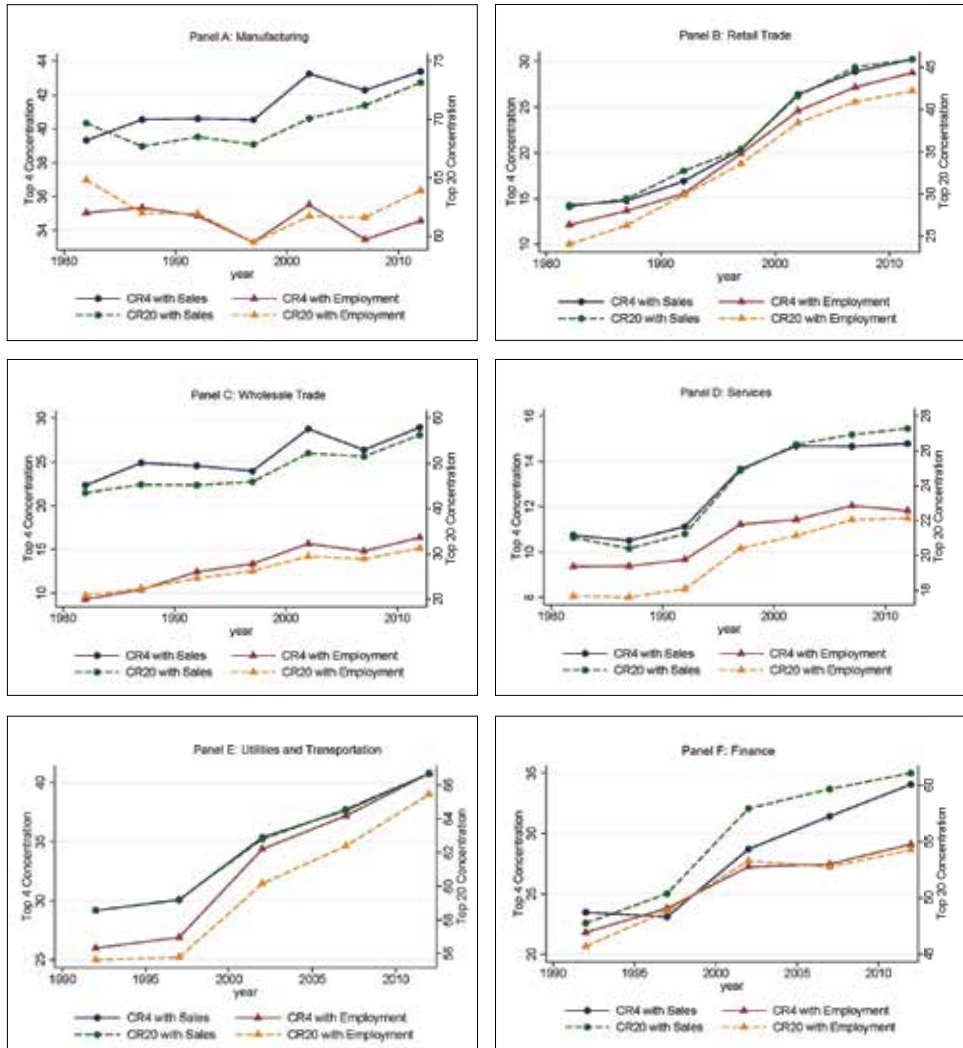 Panel A: Manufacturing
Top 4 Concentration
44
42
40
38
36
34
75
70
65
60
Top 20 Concentration
1980 1990 2000 2010
year
CR4 with Sales CR4 with Employment
CR20 with Sales CR20 with Employment
Panel B: Retail Trade
Top 4 Concentration
30
25
20
15
10
45
40
35
30
25
Top 20 Concentration
1980 1990 2000 2010
year
CR4 with Sales CR4 with Employment
CR20 with Sales CR20 with Employment
Panel C: Wholesale Trade
Top 4 Concentration
30
25
20
15
10
60
50
40
30
20
Top 20 Concentration
1980 1990 2000 2010
year
CR4 with Sales CR4 with Employment
CR20 with Sales CR20 with Employment
Panel D: Services
Top 4 Concentration
16
14
12
10
8
28
26
24
22
20
18
Top 20 Concentration
1980 1990 2000 2010
year
CR4 with Sales CR4 with Employment
CR20 with Sales CR20 with Employment
Panel E: Utilities and Transportation
Top 4 Concentration
40
35
30
25
66
64
62
60
58
56
Top 20 Concentration
1990 1995 2000 2005 2010
year
CR4 with Sales CR4 with Employment
CR20 with Sales CR20 with Employment
Panel F: Finance
Top 4 Concentration
35
30
25
20
60
55
50
45
Top 20 Concentration
1990 1995 2000 2005 2010
year
CR4 with Sales CR4 with Employment
CR20 with Sales CR20 with Employment